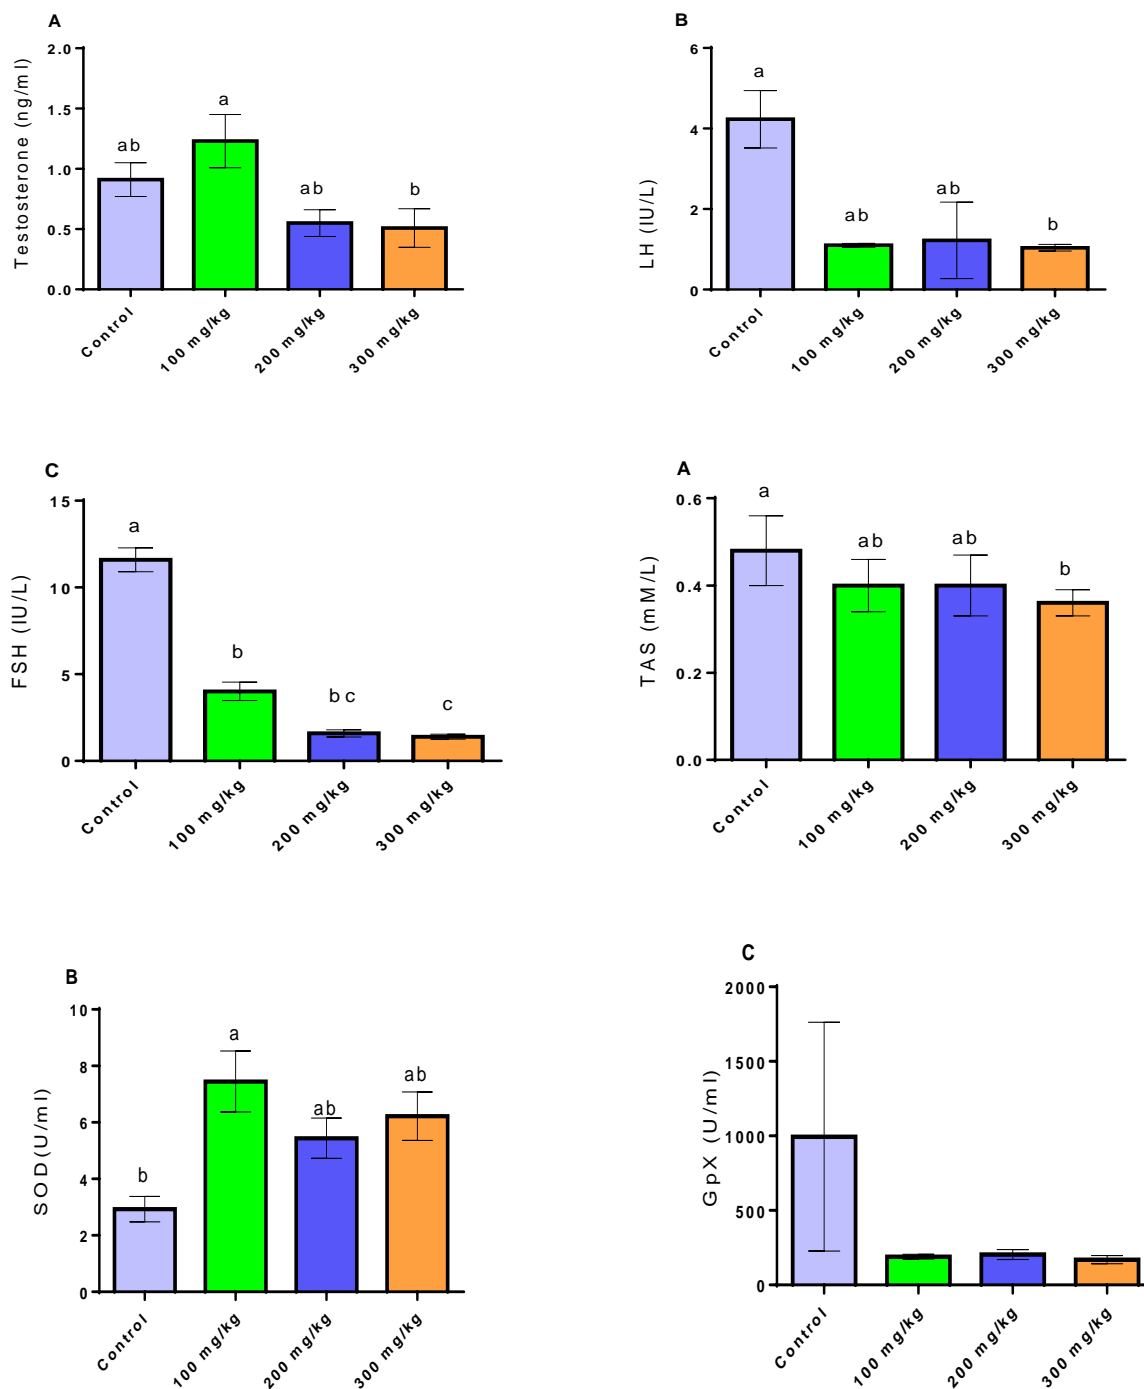 A
Testosterone (ng/ml)
2.0
1.5
1.0
0.5
0.0
ab
a
ab
b
Control
100 mg/kg
200 mg/kg
300 mg/kg
B
LH (IU/L)
6
4
2
0
a
ab
ab
b
Control
100 mg/kg
200 mg/kg
300 mg/kg
C
FSH (IU/L)
15
10
5
0
a
b
bc
c
Control
100 mg/kg
200 mg/kg
300 mg/kg
A
TAS (mM/L)
0.6
0.4
0.2
0.0
a
ab
ab
b
Control
100 mg/kg
200 mg/kg
300 mg/kg
B
SOD(U/ml)
10
8
6
4
2
0
b
a
ab
ab
Control
100 mg/kg
200 mg/kg
300 mg/kg
C
GpX (U/ml)
2000
1500
1000
500
0
Control
100 mg/kg
200 mg/kg
300 mg/kg